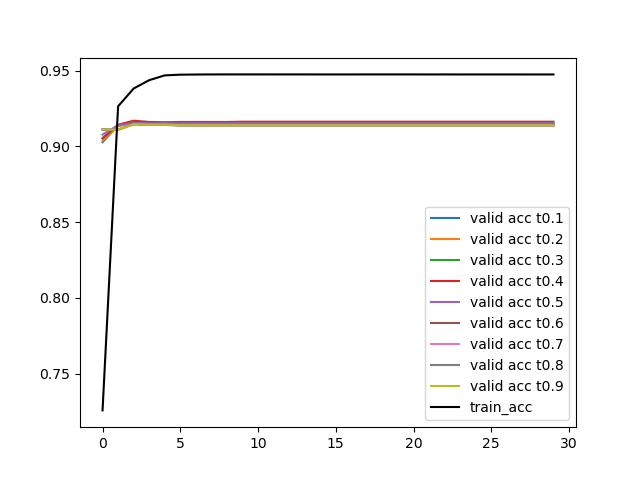 0.95
0.90
0.85
0.80
0.75
0
5
10
15
20
25
30
valid acc t0.1
valid acc t0.2
valid acc t0.3
valid acc t0.4
valid acc t0.5
valid acc t0.6
valid acc t0.7
valid acc t0.8
valid acc t0.9
train_acc